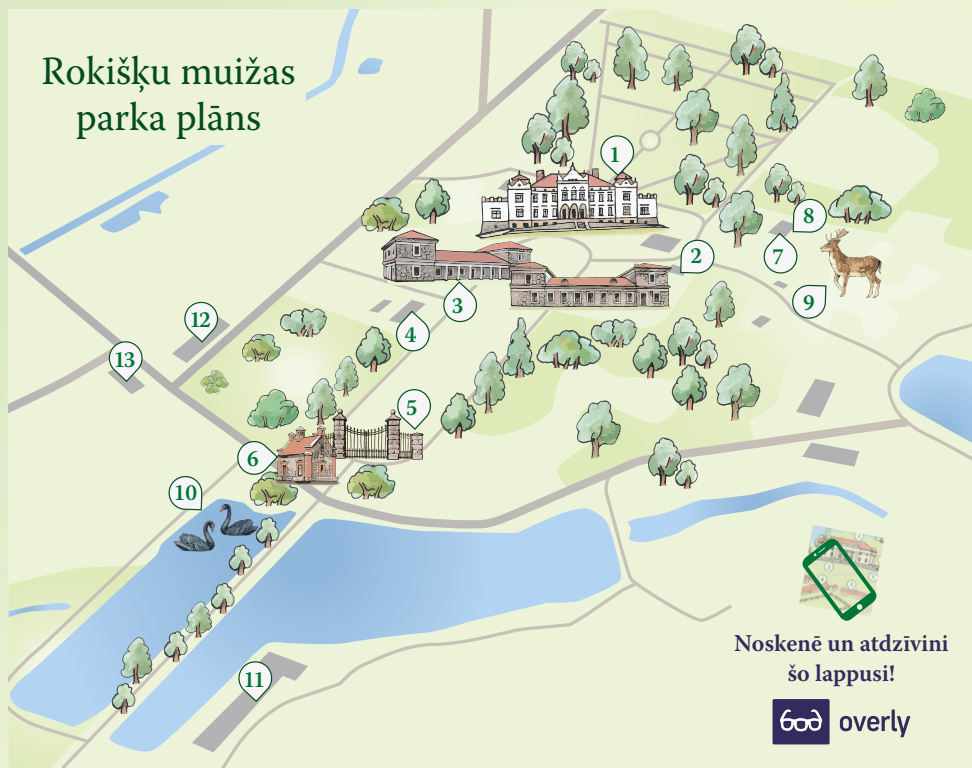 Rokišķu muižas
parka plāns
1
8
2
7
9
3
12
4
13
5
6
10
11
Noskenē un atdzīvini
šo lappusi!
overly